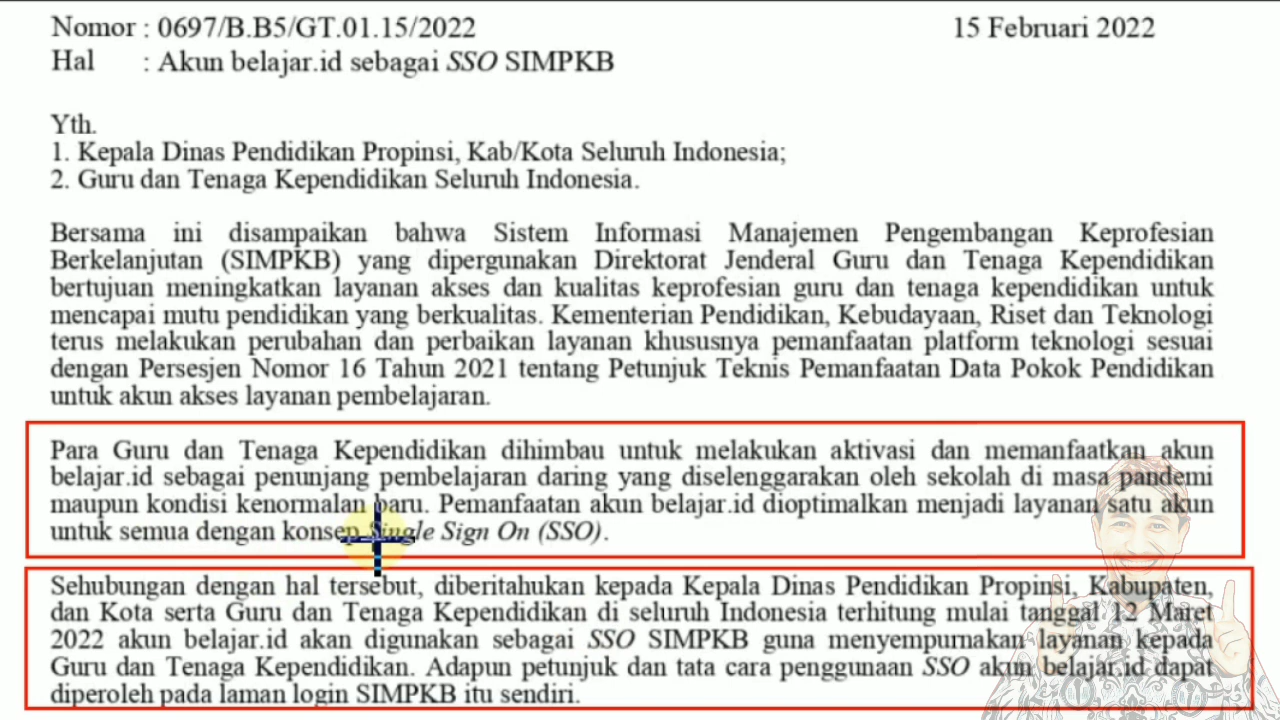 Nomor : 0697/B.B5/GT.01.15/2022 15 Februari 2022
Hal : Akun belajar.id sebagai SSO SIMPKB
Yth.
1. Kepala Dinas Pendidikan Propinsi, Kab/Kota Seluruh Indonesia;
2. Guru dan Tenaga Kependidikan Seluruh Indonesia.
Bersama ini disampaikan bahwa Sistem Informasi Manajemen Pengembangan Keprofesian
Berkelanjutan (SIMPKB) yang dipergunakan Direktorat Jenderal Guru dan Tenaga Kependidikan
bertujuan meningkatkan layanan akses dan kualitas keprofesian guru dan tenaga kependidikan untuk
mencapai mutu pendidikan yang berkualitas. Kementerian Pendidikan, Kebudayaan, Riset dan Teknologi
terus melakukan perubahan dan perbaikan layanan khususnya pemanfaatan platform teknologi sesuai
dengan Persesjen Nomor 16 Tahun 2021 tentang Petunjuk Teknis Pemanfaatan Data Pokok Pendidikan
untuk akun akses layanan pembelajaran.
Para Guru dan Tenaga Kependidikan dihimbau untuk melakukan aktivasi dan memanfaatkan akun
belajar.id sebagai penunjang pembelajaran daring yang diselenggarakan oleh sekolah di masa pandemi
maupun kondisi kenormalan baru. Pemanfaatan akun belajar.id dioptimalkan menjadi layanan satu akun
untuk semua dengan konsep Single Sign On (SSO).
Sehubungan dengan hal tersebut, diberitahukan kepada Kepala Dinas Pendidikan Propinsi, Kabupaten,
dan Kota serta Guru dan Tenaga Kependidikan di seluruh Indonesia terhitung mulai tanggal 12 Maret
2022 akun belajar.id akan digunakan sebagai SSO SIMPKB guna menyempurnakan layanan kepada
Guru dan Tenaga Kependidikan. Adapun petunjuk dan tata cara penggunaan SSO akun belajar.id dapat
diperoleh pada laman login SIMPKB itu sendiri.